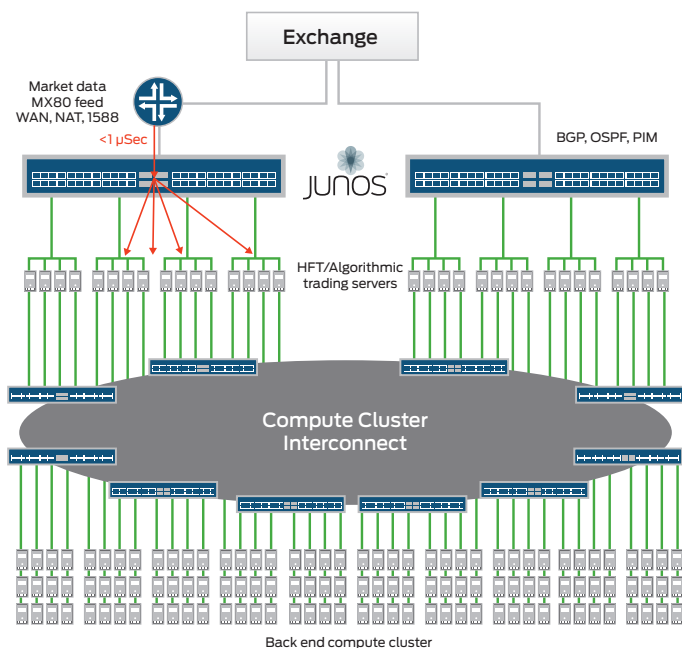 Exchange
Market data
MX80 feed
WAN, NAT, 1588
<1 µSec
BGP, OSPF, PIM
JUNOS
HFT/Algorithmic
trading servers
Compute Cluster
Interconnect
Back end compute cluster